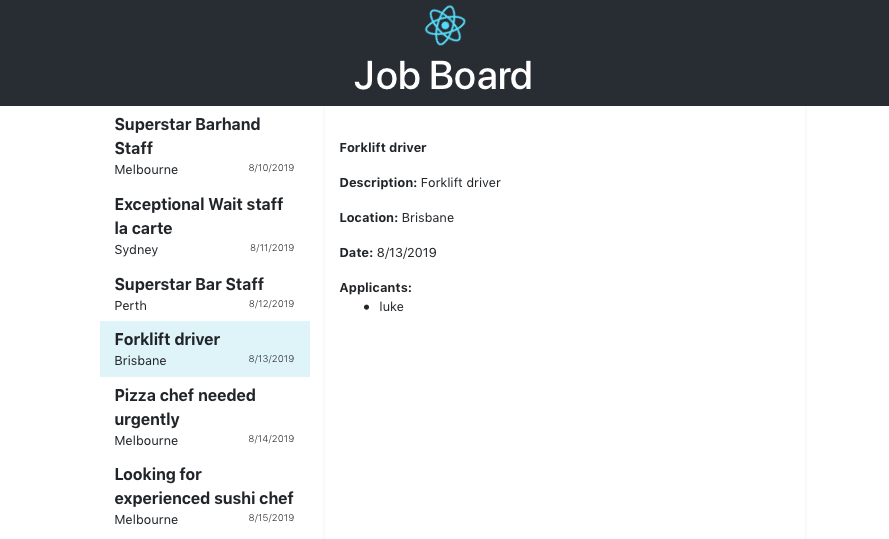 Job Board
Superstar Barhand
Staff
Melbourne 8/10/2019
Exceptional Wait staff
la carte
Sydney 8/11/2019
Superstar Bar Staff
Perth 8/12/2019
Forklift driver
Brisbane 8/13/2019
Pizza chef needed
urgently
Melbourne 8/14/2019
Looking for
experienced sushi chef
Melbourne 8/15/2019
Forklift driver
Description: Forklift driver
Location: Brisbane
Date: 8/13/2019
Applicants:
• luke